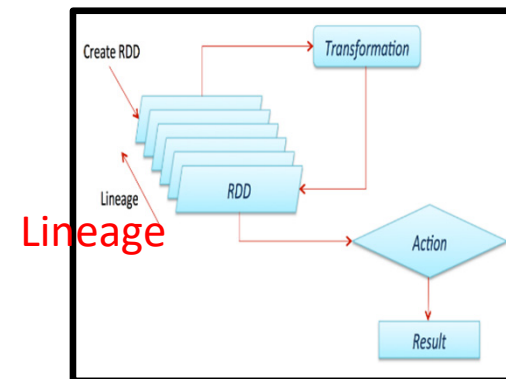 Create RDD
Transformation
RDD
Lineage
Lineage
Action
Result